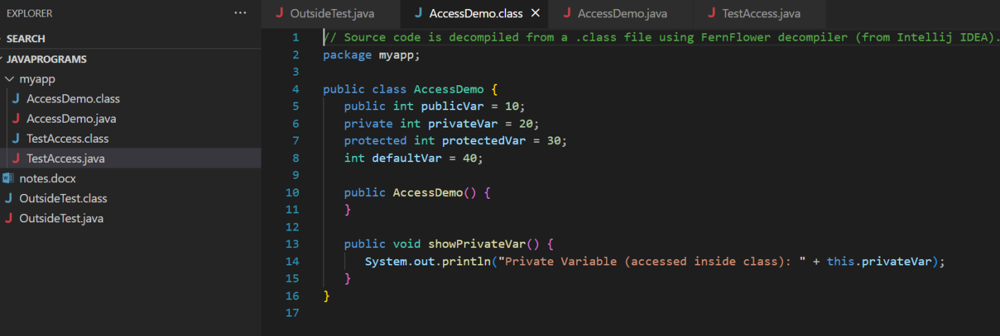 EXPLORER
SEARCH
JAVAPROGRAMS
myapp
AccessDemo.class
AccessDemo.java
TestAccess.class
TestAccess.java
notes.docx
OutsideTest.class
OutsideTest.java
OutsideTest.java AccessDemo.class AccessDemo.java TestAccess.java
1 // Source code is decompiled from a .class file using FernFlower decompiler (from Intellij IDEA).
2 package myapp;
3
4 public class AccessDemo {
5 public int publicVar = 10;
6 private int privateVar = 20;
7 protected int protectedVar = 30;
8 int defaultVar = 40;
9
10 public AccessDemo() {
11 }
12
13 public void showPrivateVar() {
14 System.out.println("Private Variable (accessed inside class): " + this.privateVar);
15 }
16 }
17